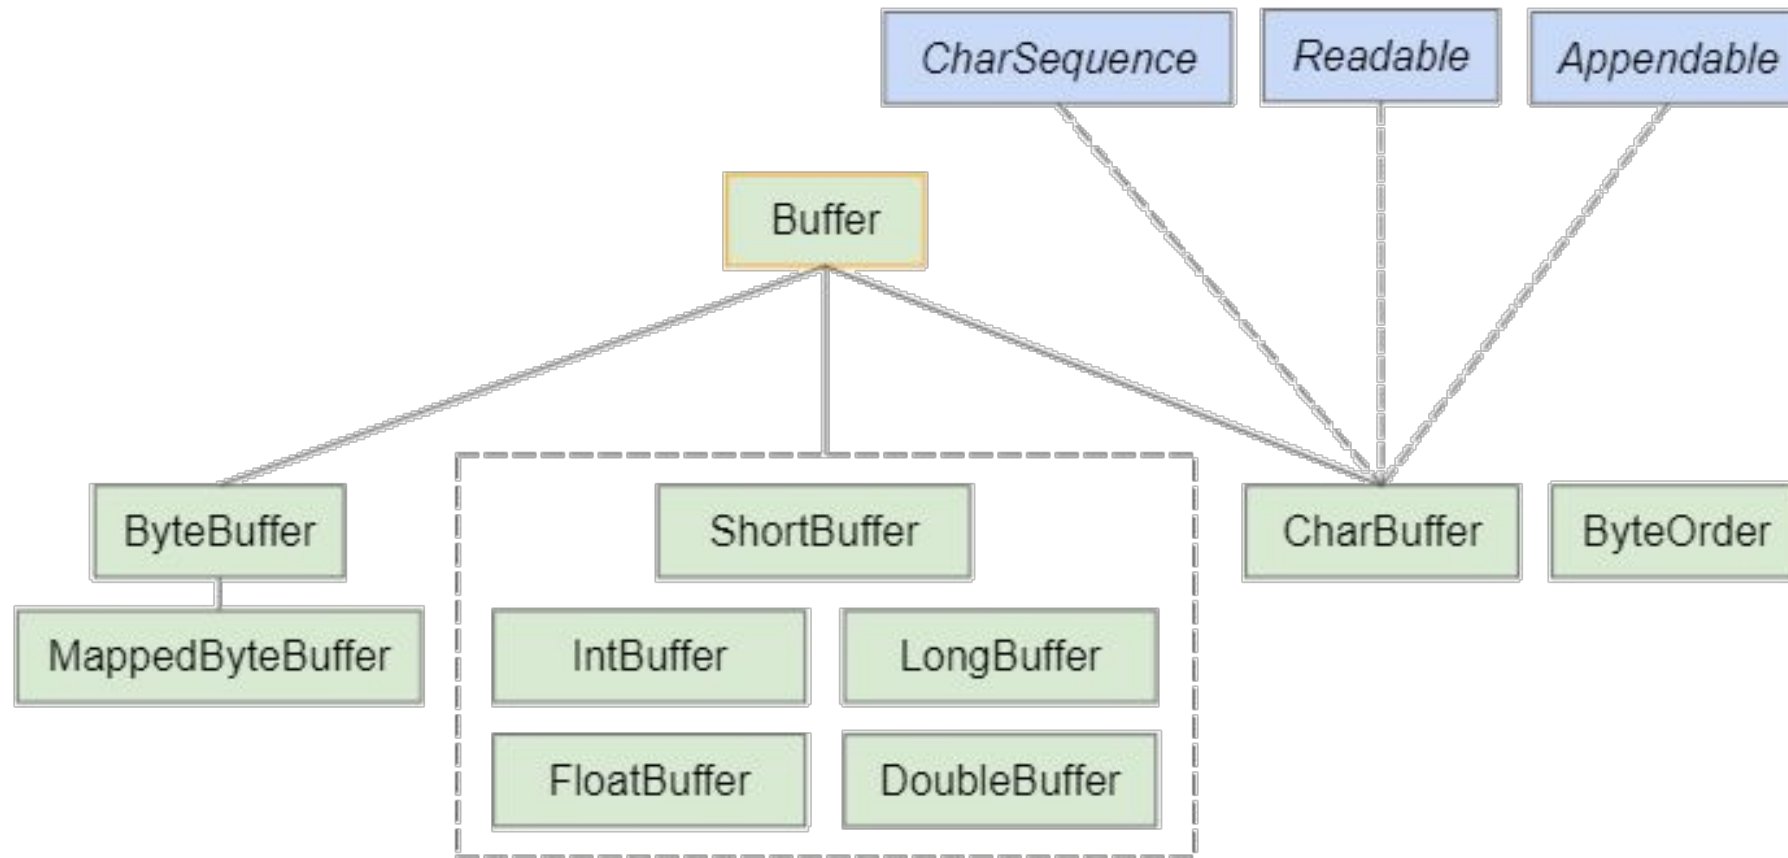 CharSequence
Readable
Appendable
Buffer
ByteBuffer
ShortBuffer
CharBuffer
ByteOrder
MappedByteBuffer
IntBuffer
LongBuffer
FloatBuffer
DoubleBuffer